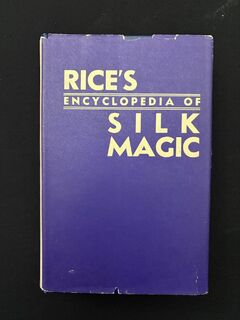 RICE'S
ENCYCLOPEDIA OF
SILK
MAGIC